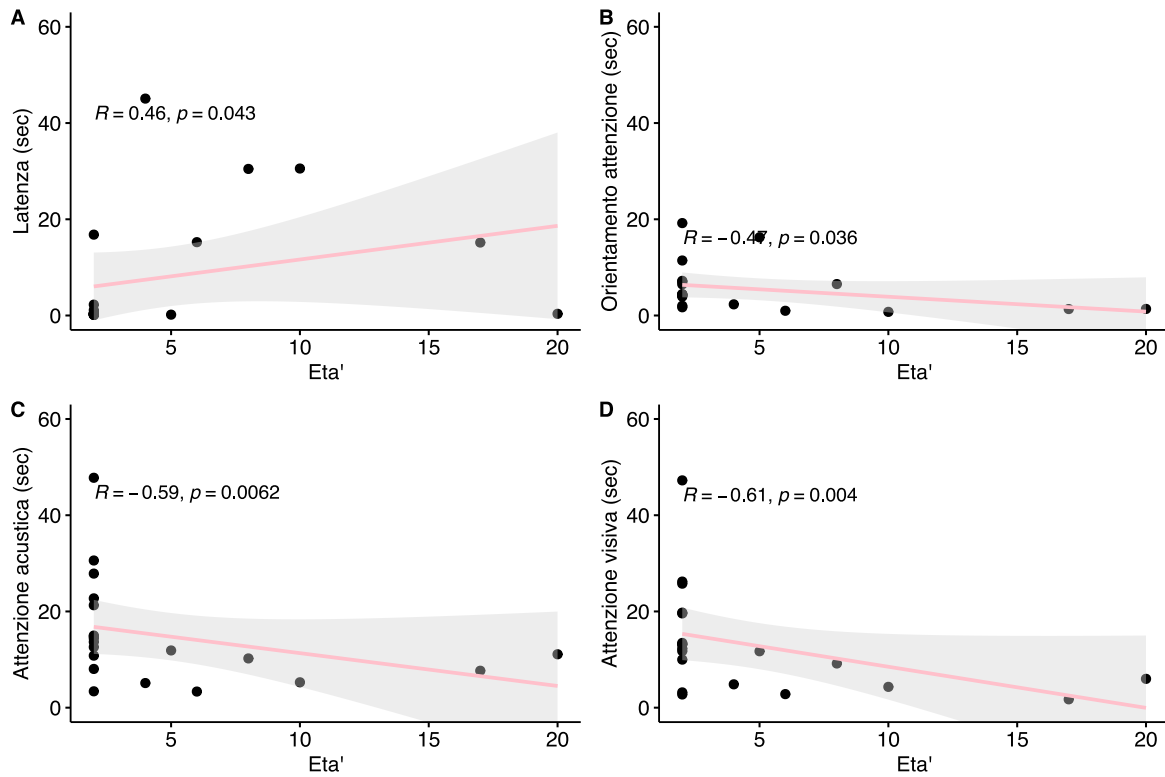 A
Latenza (sec)
60
40
20
0
R = 0.46, p = 0.043
5 10 15 20
Eta'
B
Orientamento attenzione (sec)
60
40
20
0
R = −0.47, p = 0.036
5 10 15 20
Eta'
C
Attenzione acustica (sec)
60
40
20
0
R = −0.59, p = 0.0062
5 10 15 20
Eta'
D
Attenzione visiva (sec)
60
40
20
0
R = −0.61, p = 0.004
5 10 15 20
Eta'